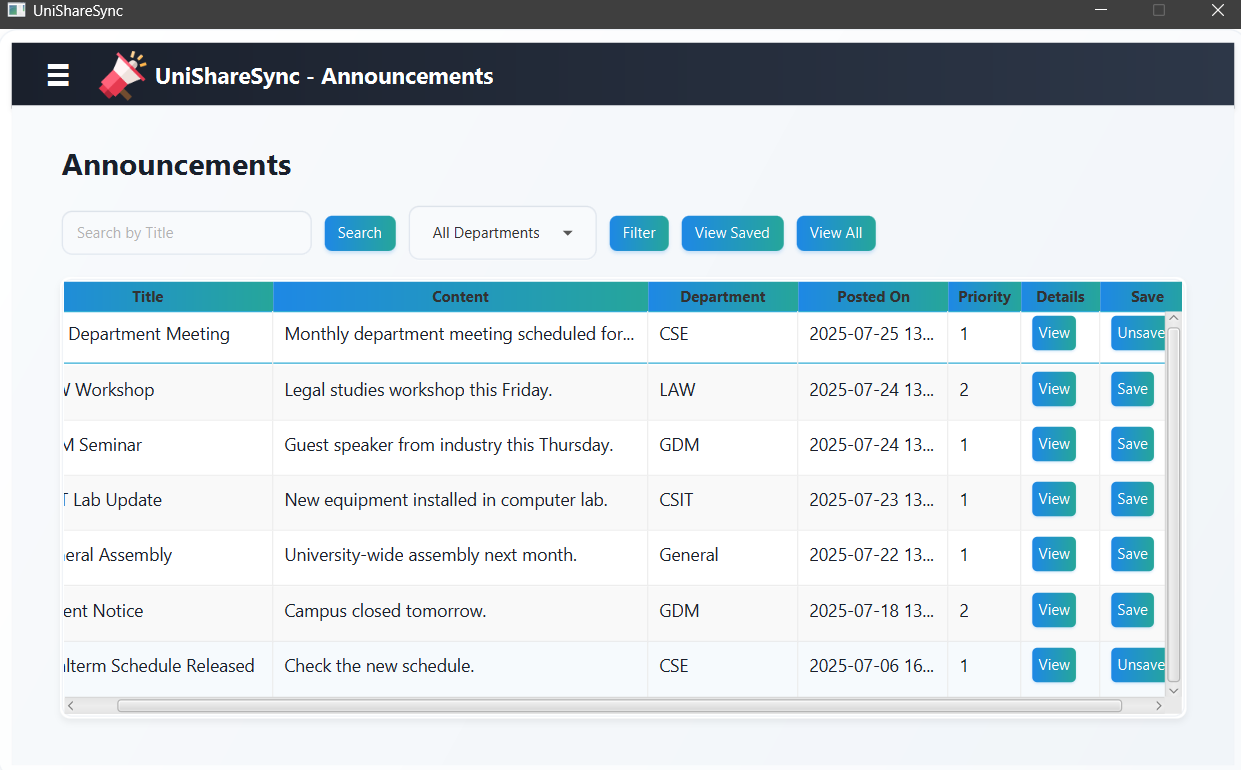 UniShareSync
UniShareSync - Announcements
Announcements
Search by Title Search All Departments Filter View Saved View All
Title Content Department Posted On Priority Details Save
Department Meeting Monthly department meeting scheduled for... CSE 2025-07-25 13... 1 View Unsave
Workshop Legal studies workshop this Friday. LAW 2025-07-24 13... 2 View Save
Seminar Guest speaker from industry this Thursday. GDM 2025-07-24 13... 1 View Save
Lab Update New equipment installed in computer lab. CSIT 2025-07-23 13... 1 View Save
Assembly University-wide assembly next month. General 2025-07-22 13... 1 View Save
Notice Campus closed tomorrow. GDM 2025-07-18 13... 2 View Save
Schedule Released Check the new schedule. CSE 2025-07-06 16... 1 View Unsave